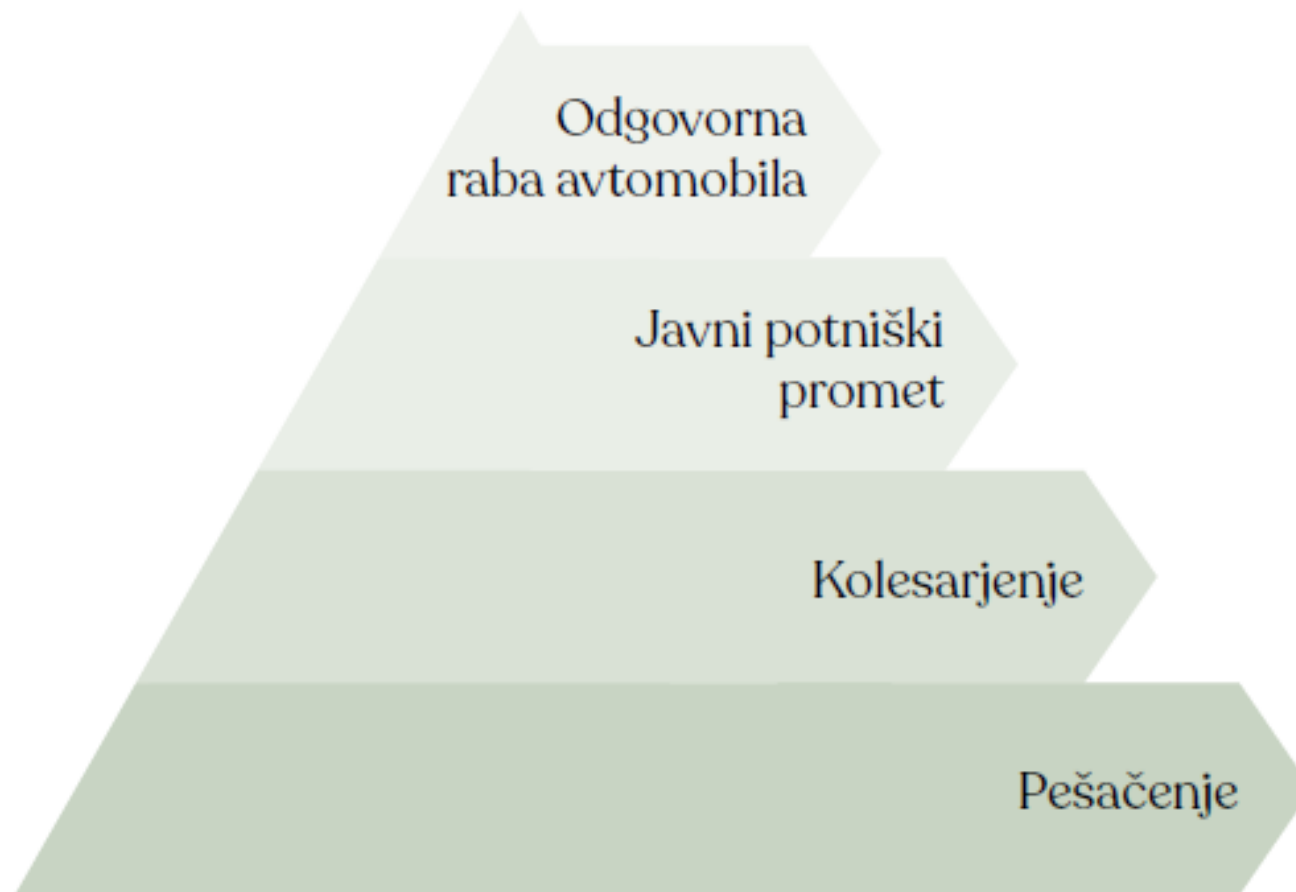 Odgovorna
raba avtomobila
Javni potniški
promet
Kolesarjenje
Pešačenje